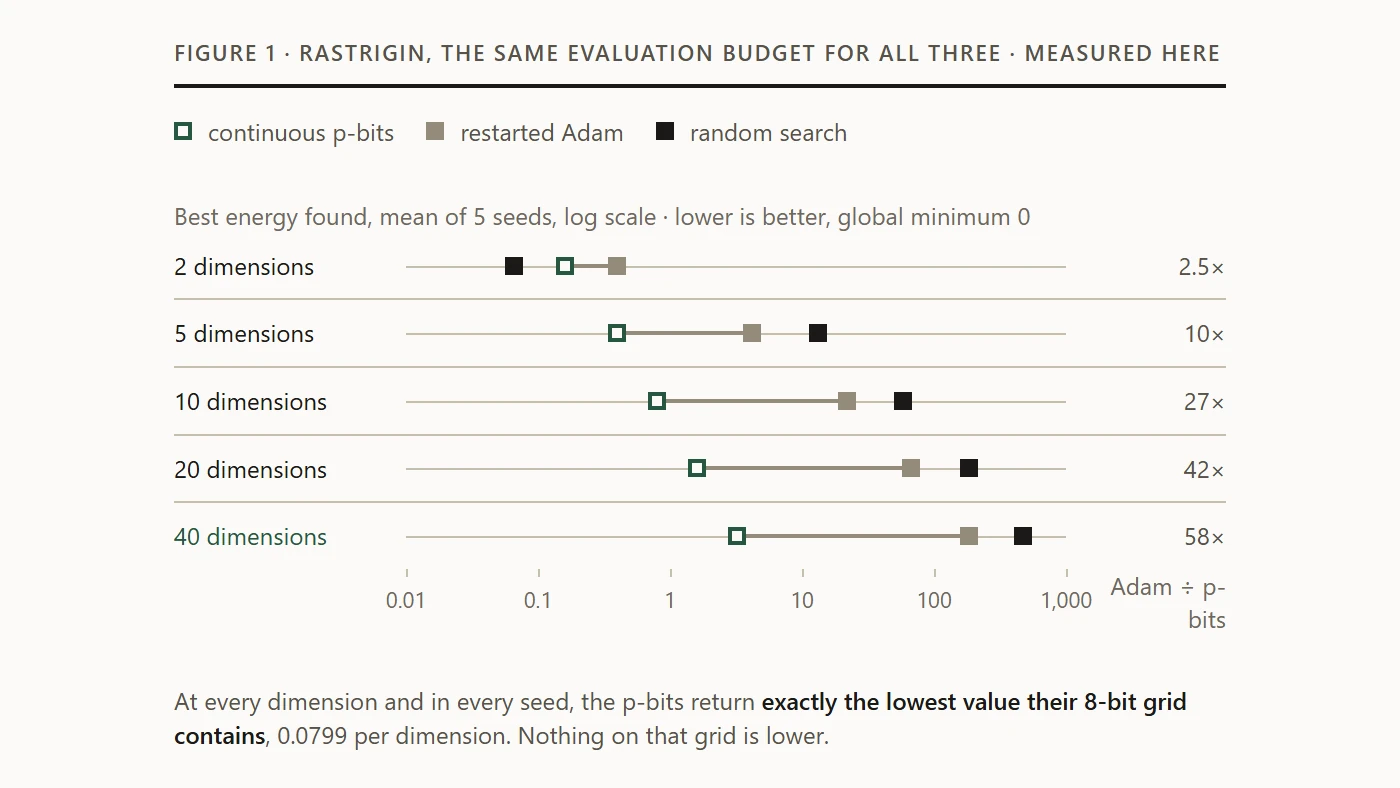 FIGURE 1 · RASTRIGIN, THE SAME EVALUATION BUDGET FOR ALL THREE · MEASURED HERE
continuous p-bits restarted Adam random search
Best energy found, mean of 5 seeds, log scale · lower is better, global minimum 0
2 dimensions 2.5×
5 dimensions 10×
10 dimensions 27×
20 dimensions 42×
40 dimensions 58×
0.01 0.1 1 10 100 1,000 Adam ÷ p-
bits
At every dimension and in every seed, the p-bits return exactly the lowest value their 8-bit grid
contains, 0.0799 per dimension. Nothing on that grid is lower.